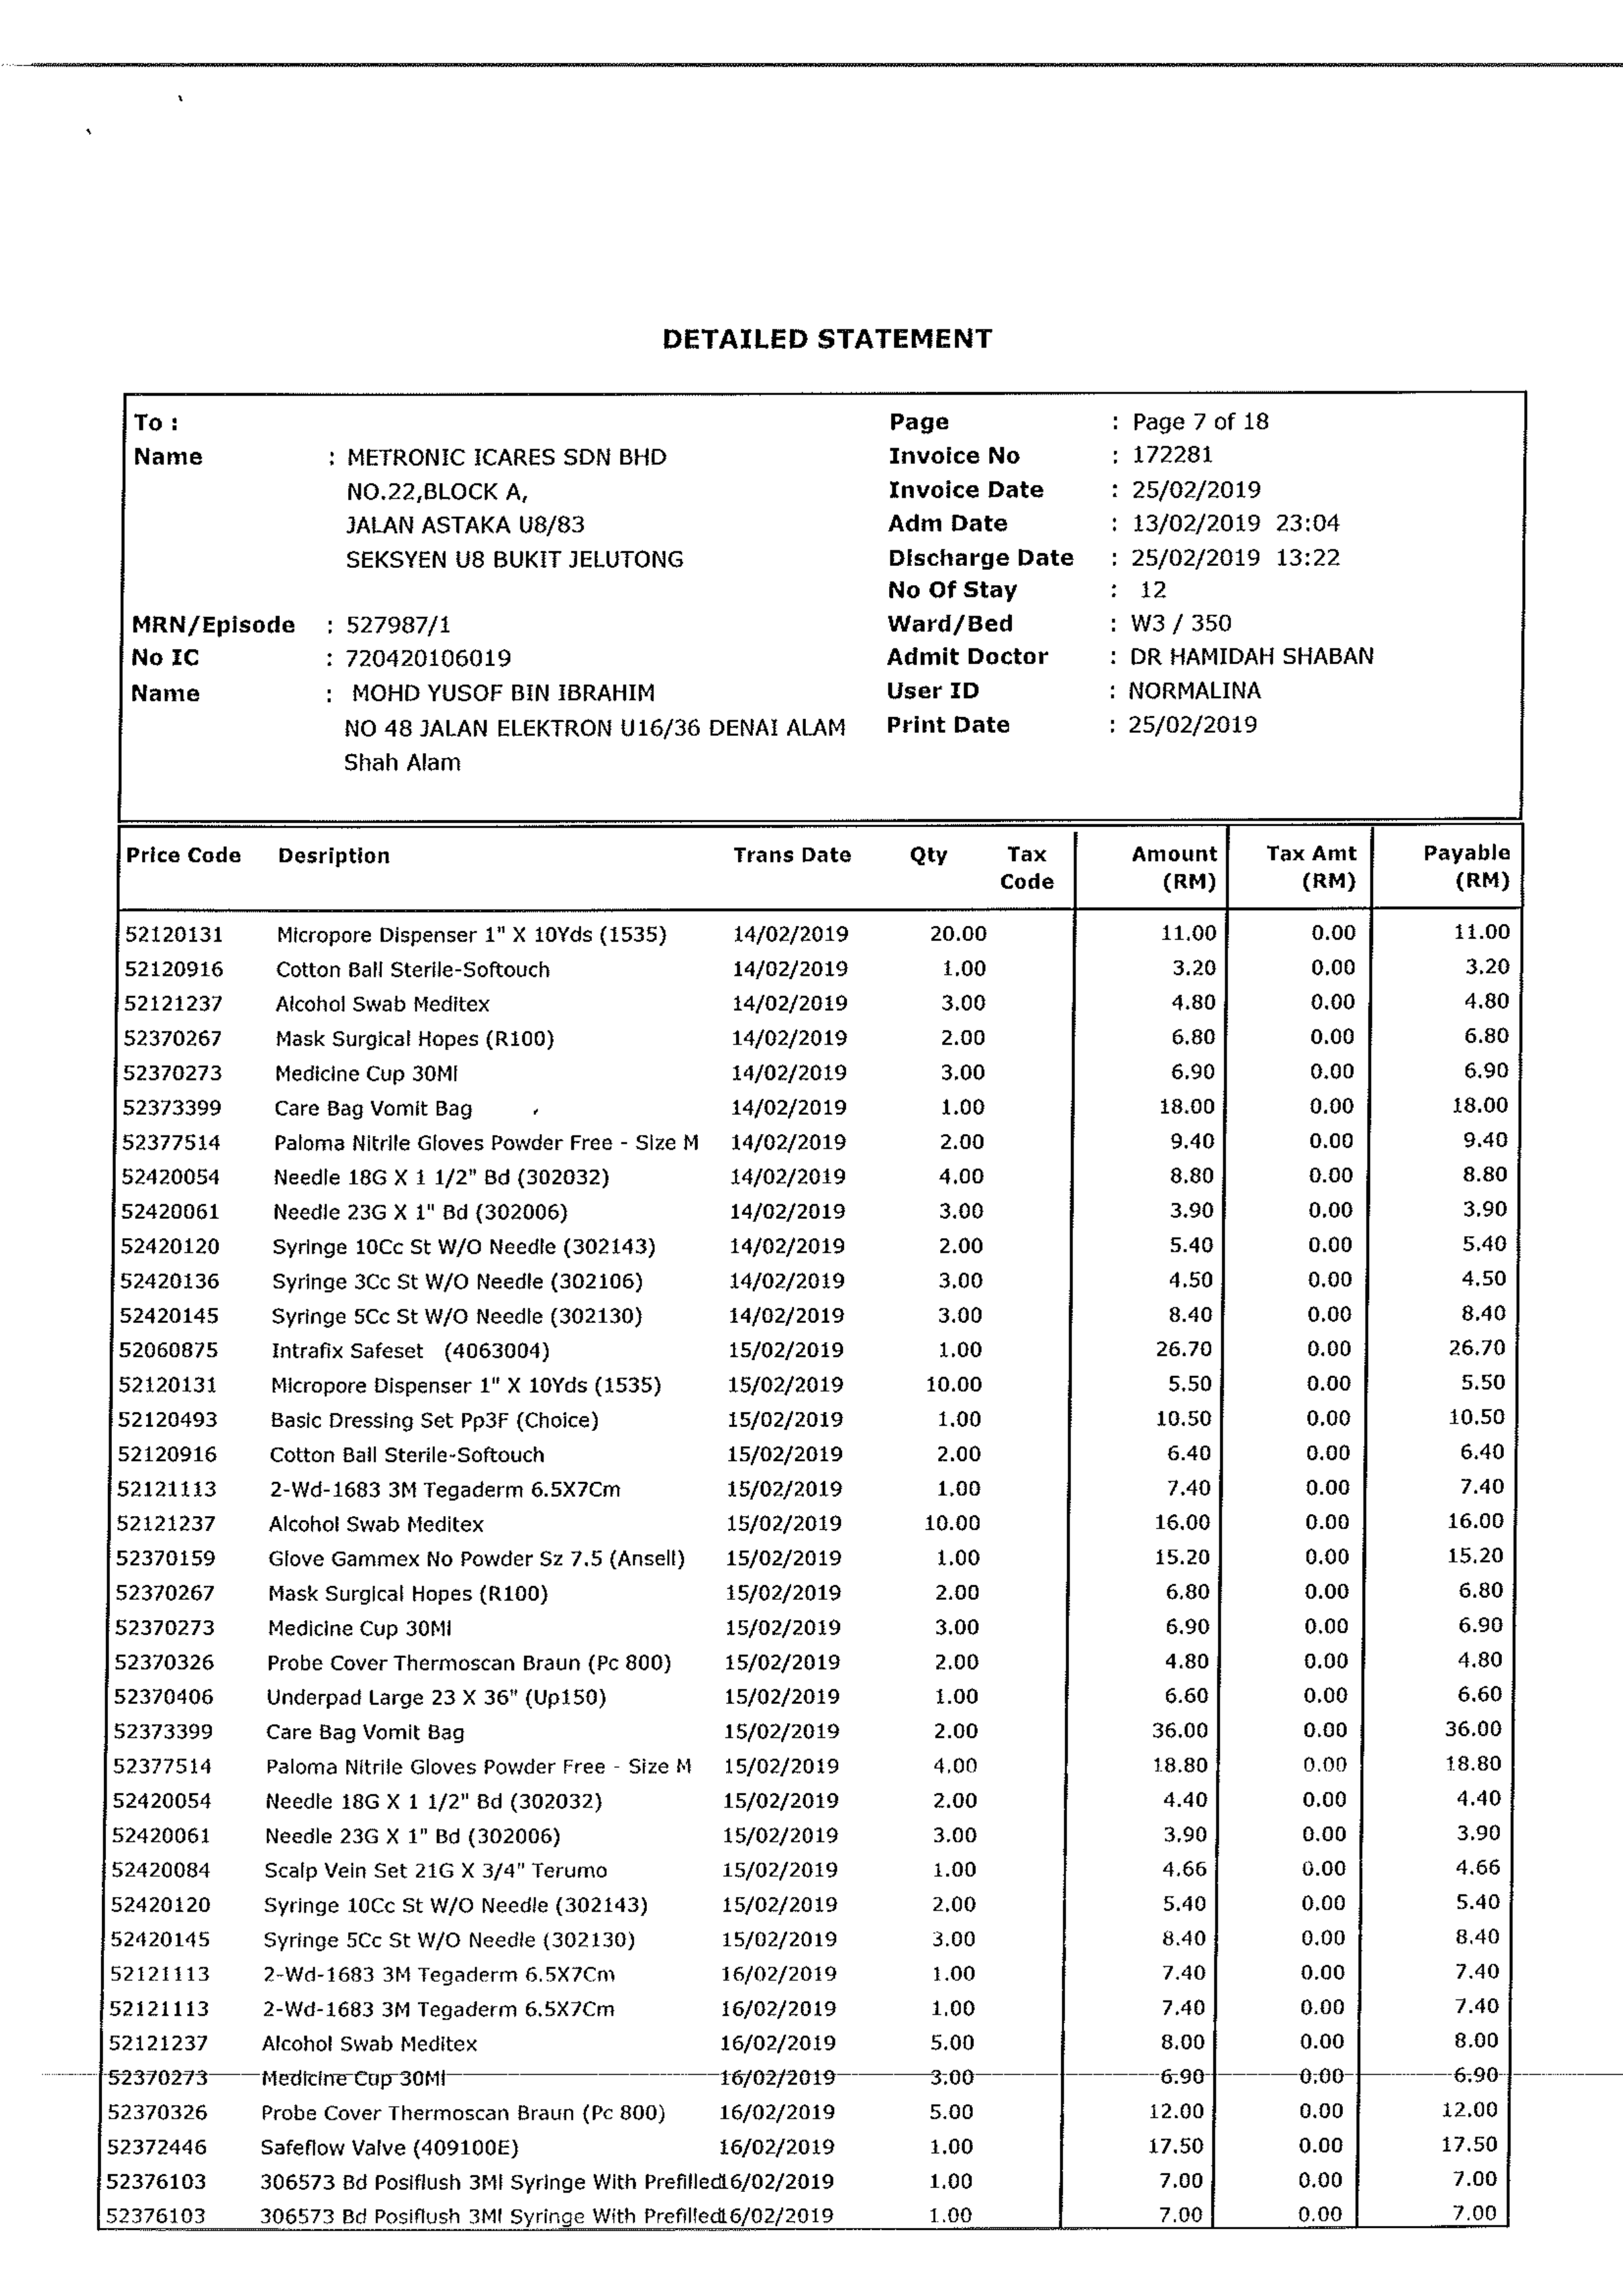 DETAILED STATEMENT
To : Page : Page 7 of 18
Name : METRONIC ICARES SDN BHD Invoice No : 172281
NO.22,BLOCK A, Invoice Date : 25/02/2019
JALAN ASTAKA U8/83 Adm Date : 13/02/2019 23:04
SEKSYEN U8 BUKIT JELUTONG Discharge Date : 25/02/2019 13:22
No Of Stay : 12
MRN/Episode : 527987/1 Ward/Bed : W3 / 350
No IC : 720420106019 Admit Doctor : DR HAMIDAH SHABAN
Name : MOHD YUSOF BIN IBRAHIM User ID : NORMALINA
NO 48 JALAN ELEKTRON U16/36 DENAI ALAM Print Date : 25/02/2019
Shah Alam
Price Code Desription Trans Date Qty Tax Amount Tax Amt Payable
Code (RM) (RM) (RM)
52120131 Micropore Dispenser 1" X 10Yds (1535) 14/02/2019 20.00 11.00 0.00 11.00
52120916 Cotton Ball Sterile-Softouch 14/02/2019 1.00 3.20 0.00 3.20
52121237 Alcohol Swab Meditex 14/02/2019 3.00 4.80 0.00 4.80
52370267 Mask Surgical Hopes (R100) 14/02/2019 2.00 6.80 0.00 6.80
52370273 Medicine Cup 30Ml 14/02/2019 3.00 6.90 0.00 6.90
52373399 Care Bag Vomit Bag 14/02/2019 1.00 18.00 0.00 18.00
52377514 Paloma Nitrile Gloves Powder Free - Size M 14/02/2019 2.00 9.40 0.00 9.40
52420054 Needle 18G X 1 1/2" Bd (302032) 14/02/2019 4.00 8.80 0.00 8.80
52420061 Needle 23G X 1" Bd (302006) 14/02/2019 3.00 3.90 0.00 3.90
52420120 Syringe 10Cc St W/O Needle (302143) 14/02/2019 2.00 5.40 0.00 5.40
52420136 Syringe 3Cc St W/O Needle (302106) 14/02/2019 3.00 4.50 0.00 4.50
52420145 Syringe 5Cc St W/O Needle (302130) 14/02/2019 3.00 8.40 0.00 8.40
52060875 Intrafix Safeset (4063004) 15/02/2019 1.00 26.70 0.00 26.70
52120131 Micropore Dispenser 1" X 10Yds (1535) 15/02/2019 10.00 5.50 0.00 5.50
52120493 Basic Dressing Set Pp3F (Choice) 15/02/2019 1.00 10.50 0.00 10.50
52120916 Cotton Ball Sterile-Softouch 15/02/2019 2.00 6.40 0.00 6.40
52121113 2-Wd-1683 3M Tegaderm 6.5X7Cm 15/02/2019 1.00 7.40 0.00 7.40
52121237 Alcohol Swab Meditex 15/02/2019 10.00 16.00 0.00 16.00
52370159 Glove Gammex No Powder Sz 7.5 (Ansell) 15/02/2019 1.00 15.20 0.00 15.20
52370267 Mask Surgical Hopes (R100) 15/02/2019 2.00 6.80 0.00 6.80
52370273 Medicine Cup 30Ml 15/02/2019 3.00 6.90 0.00 6.90
52370326 Probe Cover Thermoscan Braun (Pc 800) 15/02/2019 2.00 4.80 0.00 4.80
52370406 Underpad Large 23 X 36" (Up150) 15/02/2019 1.00 6.60 0.00 6.60
52373399 Care Bag Vomit Bag 15/02/2019 2.00 36.00 0.00 36.00
52377514 Paloma Nitrile Gloves Powder Free - Size M 15/02/2019 4.00 18.80 0.00 18.80
52420054 Needle 18G X 1 1/2" Bd (302032) 15/02/2019 2.00 4.40 0.00 4.40
52420061 Needle 23G X 1" Bd (302006) 15/02/2019 3.00 3.90 0.00 3.90
52420084 Scalp Vein Set 21G X 3/4" Terumo 15/02/2019 1.00 4.66 0.00 4.66
52420120 Syringe 10Cc St W/O Needle (302143) 15/02/2019 2.00 5.40 0.00 5.40
52420145 Syringe 5Cc St W/O Needle (302130) 15/02/2019 3.00 8.40 0.00 8.40
52121113 2-Wd-1683 3M Tegaderm 6.5X7Cm 16/02/2019 1.00 7.40 0.00 7.40
52121113 2-Wd-1683 3M Tegaderm 6.5X7Cm 16/02/2019 1.00 7.40 0.00 7.40
52121237 Alcohol Swab Meditex 16/02/2019 5.00 8.00 0.00 8.00
52370273 Medicine Cup 30Ml 16/02/2019 3.00 6.90 0.00 6.90
52370326 Probe Cover Thermoscan Braun (Pc 800) 16/02/2019 5.00 12.00 0.00 12.00
52372446 Safeflow Valve (409100E) 16/02/2019 1.00 17.50 0.00 17.50
52376103 306573 Bd Posiflush 3Ml Syringe With Prefilled16/02/2019 1.00 7.00 0.00 7.00
52376103 306573 Bd Posiflush 3Ml Syringe With Prefilled16/02/2019 1.00 7.00 0.00 7.00